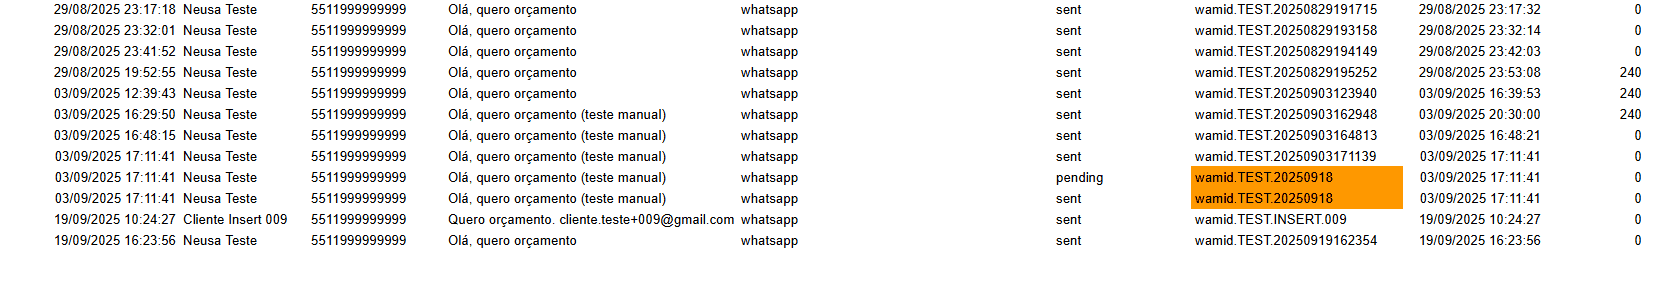 29/08/2025 23:17:18 Neusa Teste 5511999999999 Olá, quero orçamento whatsapp sent wamid.TEST.20250829191715 29/08/2025 23:17:32 0
29/08/2025 23:32:01 Neusa Teste 5511999999999 Olá, quero orçamento whatsapp sent wamid.TEST.20250829193158 29/08/2025 23:32:14 0
29/08/2025 23:41:52 Neusa Teste 5511999999999 Olá, quero orçamento whatsapp sent wamid.TEST.20250829194149 29/08/2025 23:42:03 0
29/08/2025 19:52:55 Neusa Teste 5511999999999 Olá, quero orçamento whatsapp sent wamid.TEST.20250829195252 29/08/2025 23:53:08 240
03/09/2025 12:39:43 Neusa Teste 5511999999999 Olá, quero orçamento whatsapp sent wamid.TEST.20250903123940 03/09/2025 16:39:53 240
03/09/2025 16:29:50 Neusa Teste 5511999999999 Olá, quero orçamento (teste manual) whatsapp sent wamid.TEST.20250903162948 03/09/2025 20:30:00 240
03/09/2025 16:48:15 Neusa Teste 5511999999999 Olá, quero orçamento (teste manual) whatsapp sent wamid.TEST.20250903164813 03/09/2025 16:48:21 0
03/09/2025 17:11:41 Neusa Teste 5511999999999 Olá, quero orçamento (teste manual) whatsapp sent wamid.TEST.20250903171139 03/09/2025 17:11:41 0
03/09/2025 17:11:41 Neusa Teste 5511999999999 Olá, quero orçamento (teste manual) whatsapp pending wamid.TEST.20250918 03/09/2025 17:11:41 0
03/09/2025 17:11:41 Neusa Teste 5511999999999 Olá, quero orçamento (teste manual) whatsapp sent wamid.TEST.20250918 03/09/2025 17:11:41 0
19/09/2025 10:24:27 Cliente Insert 009 5511999999999 Quero orçamento. cliente.teste+009@gmail.com whatsapp sent wamid.TEST.INSERT.009 19/09/2025 10:24:27 0
19/09/2025 16:23:56 Neusa Teste 5511999999999 Olá, quero orçamento whatsapp sent wamid.TEST.20250919162354 19/09/2025 16:23:56 0